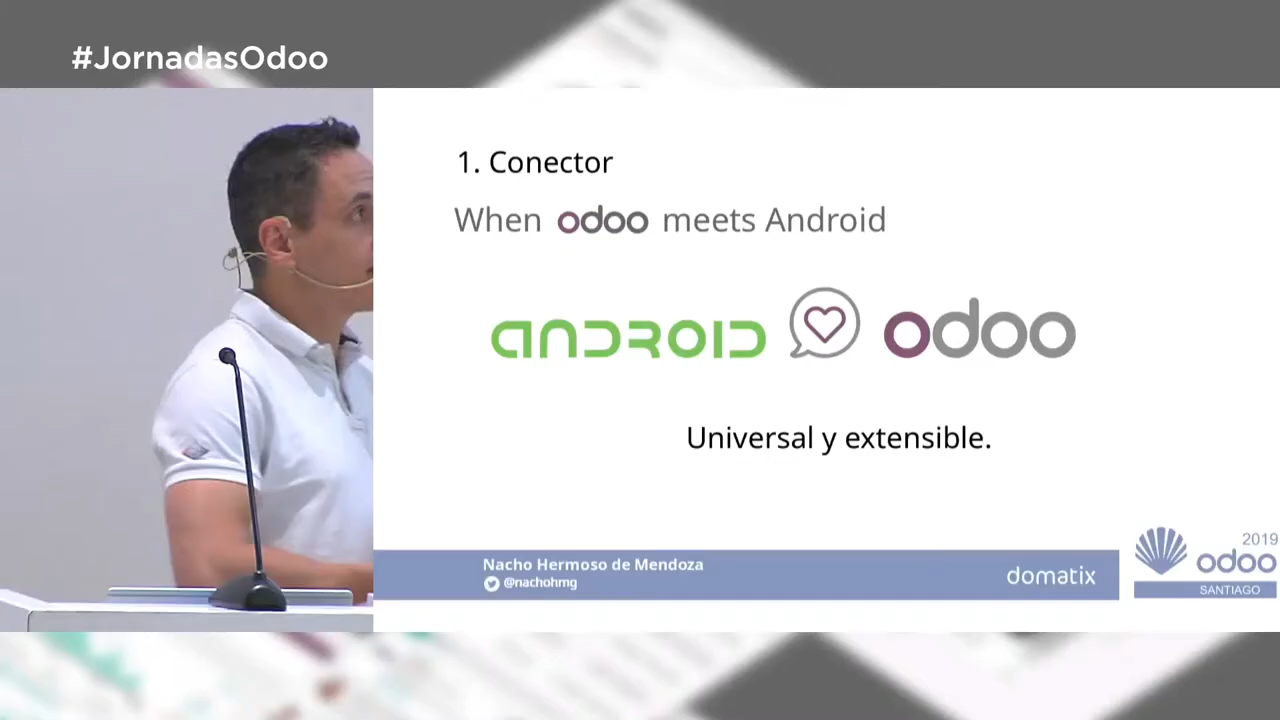 #JornadasOdoo
1. Conector
When odoo meets Android
ANDROID odoo
Universal y extensible.
Nacho Hermoso de Mendoza
@nachohmg
domatix
2019
odoo
SANTIAGO